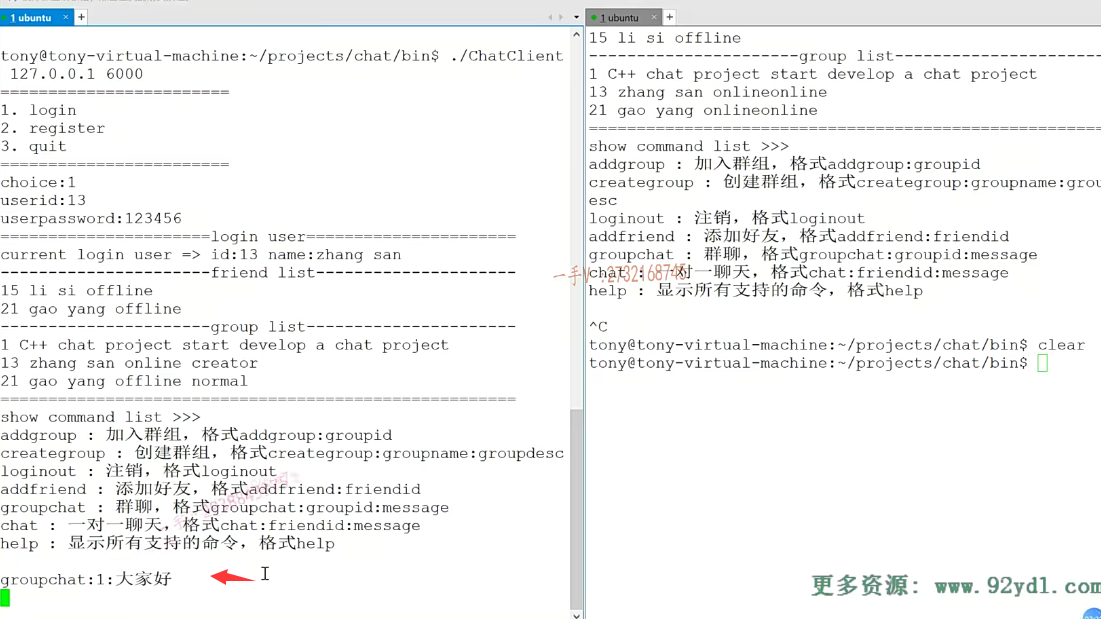 1 ubuntu
tony@tony-virtual-machine:~/projects/chat/bin$ ./ChatClient
127.0.0.1 6000
========================
1. login
2. register
3. quit
========================
choice:1
userid:13
userpassword:123456
======================login user======================
current login user => id:13 name:zhang san
----------------------friend list---------------------
15 li si offline
21 gao yang offline
----------------------group list----------------------
1 C++ chat project start develop a chat project
13 zhang san online creator
21 gao yang offline normal
======================================================
show command list >>>
addgroup : 加入群组，格式addgroup:groupid
creategroup : 创建群组，格式creategroup:groupname:groupdesc
loginout : 注销，格式loginout
addfriend : 添加好友，格式addfriend:friendid
groupchat : 群聊，格式groupchat:groupid:message
chat : 一对一聊天，格式chat:friendid:message
help : 显示所有支持的命令，格式help
groupchat:1:大家好
1 ubuntu
15 li si offline
----------------------group list----------------------
1 C++ chat project start develop a chat project
13 zhang san onlineonline
21 gao yang onlineonline
======================================================
show command list >>>
addgroup : 加入群组，格式addgroup:groupid
creategroup : 创建群组，格式creategroup:groupname:grou
esc
loginout : 注销，格式loginout
addfriend : 添加好友，格式addfriend:friendid
groupchat : 群聊，格式groupchat:groupid:message
chat : 一对一聊天，格式chat:friendid:message
help : 显示所有支持的命令，格式help
^C
tony@tony-virtual-machine:~/projects/chat/bin$ clear
tony@tony-virtual-machine:~/projects/chat/bin$
一手V:2732168745
更多资源: www.92ydl.com